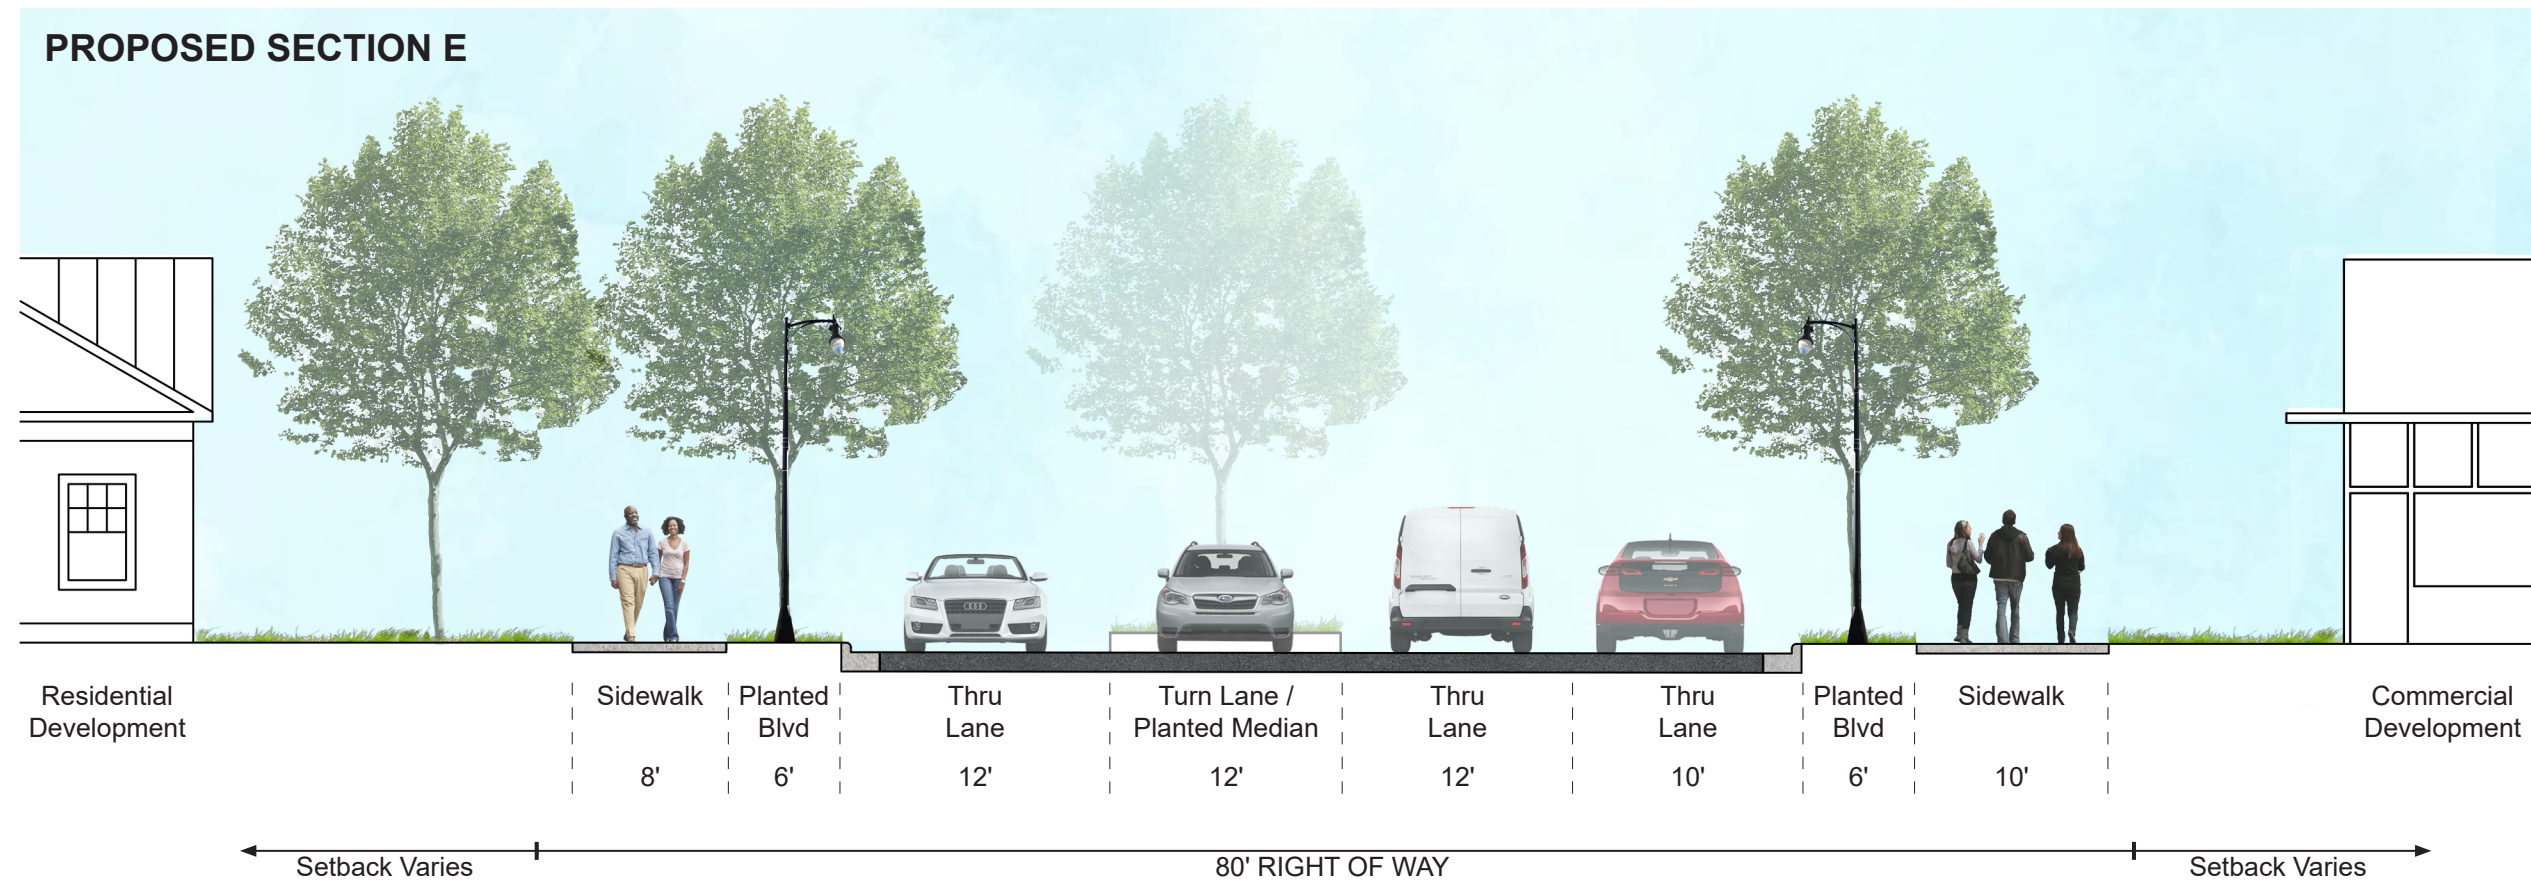 PROPOSED SECTION E
Residential
Development
Sidewalk
8'
Planted
Blvd
6'
Thru
Lane
12'
Turn Lane /
Planted Median
12'
Thru
Lane
12'
Thru
Lane
10'
Planted
Blvd
6'
Sidewalk
10'
Commercial
Development
Setback Varies
80' RIGHT OF WAY
Setback Varies